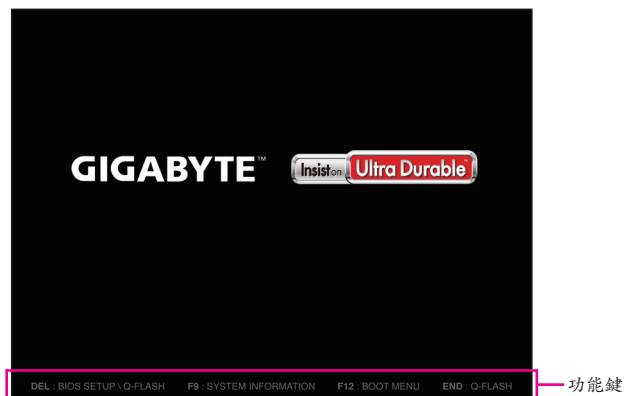 GIGABYTE™
Insist on Ultra Durable™
DEL : BIOS SETUP \ Q-FLASH F9 : SYSTEM INFORMATION F12 : BOOT MENU END : Q-FLASH
功能鍵